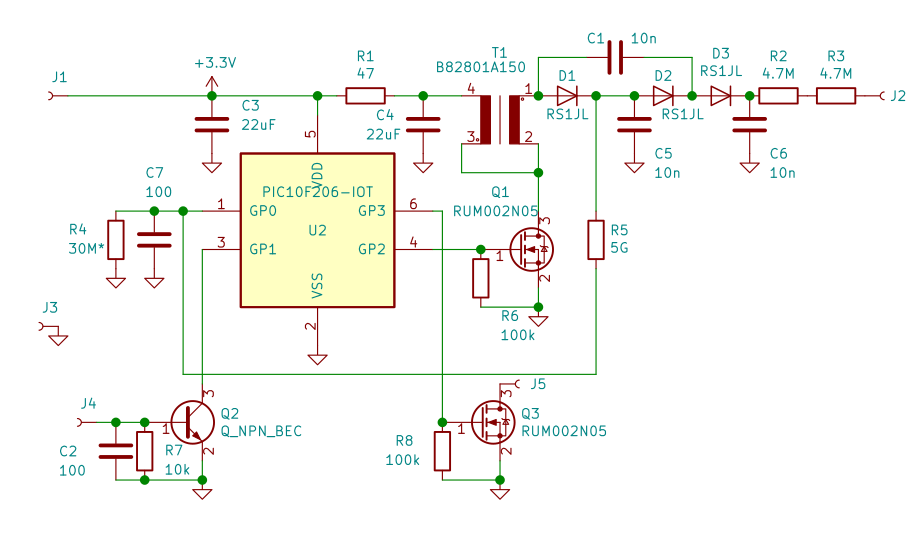 J1
+3.3V
R1
47
T1
B82801A150
C1 10n
D1
RS1JL
D2
RS1JL
D3
RS1JL
R2
4.7M
R3
4.7M
J2
C3
22uF
C4
22uF
4
3
1
2
C5
10n
C6
10n
5
VDD
PIC10F206-IOT
U2
GP0
GP1
GP3
GP2
VSS
1
3
6
4
2
C7
100
R4
30M*
Q1
RUM002N05
3
1
2
R5
5G
R6
100k
J3
J4
C2
100
R7
10k
1
3
2
Q2
Q_NPN_BEC
J5
3
1
2
Q3
RUM002N05
R8
100k